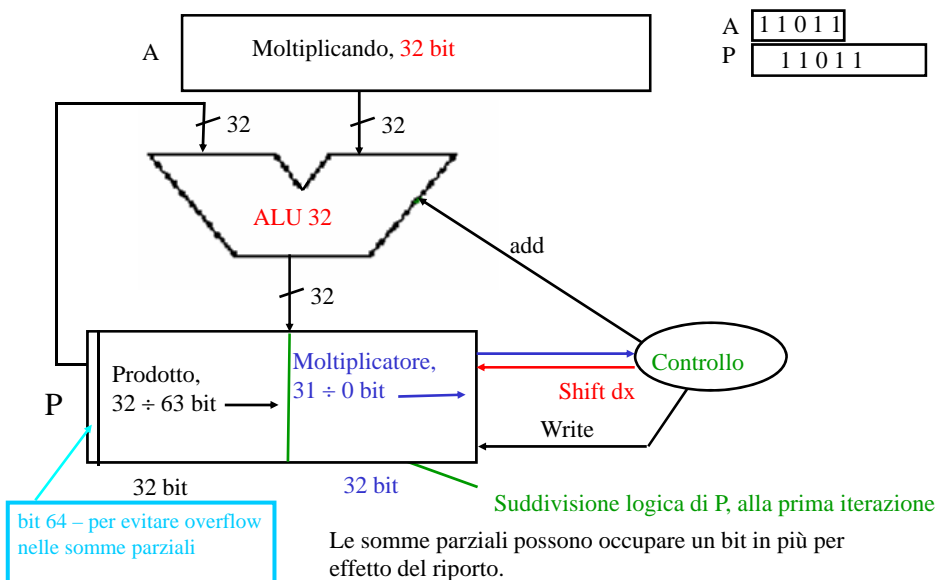 A
Moltiplicando, 32 bit
A
1 1 0 1 1
P
1 1 0 1 1
32
32
ALU 32
add
32
Prodotto,
32 ÷ 63 bit
Moltiplicatore,
31 ÷ 0 bit
Controllo
Shift dx
P
Write
32 bit
32 bit
Suddivisione logica di P, alla prima iterazione
bit 64 – per evitare overflow
nelle somme parziali
Le somme parziali possono occupare un bit in più per
effetto del riporto.